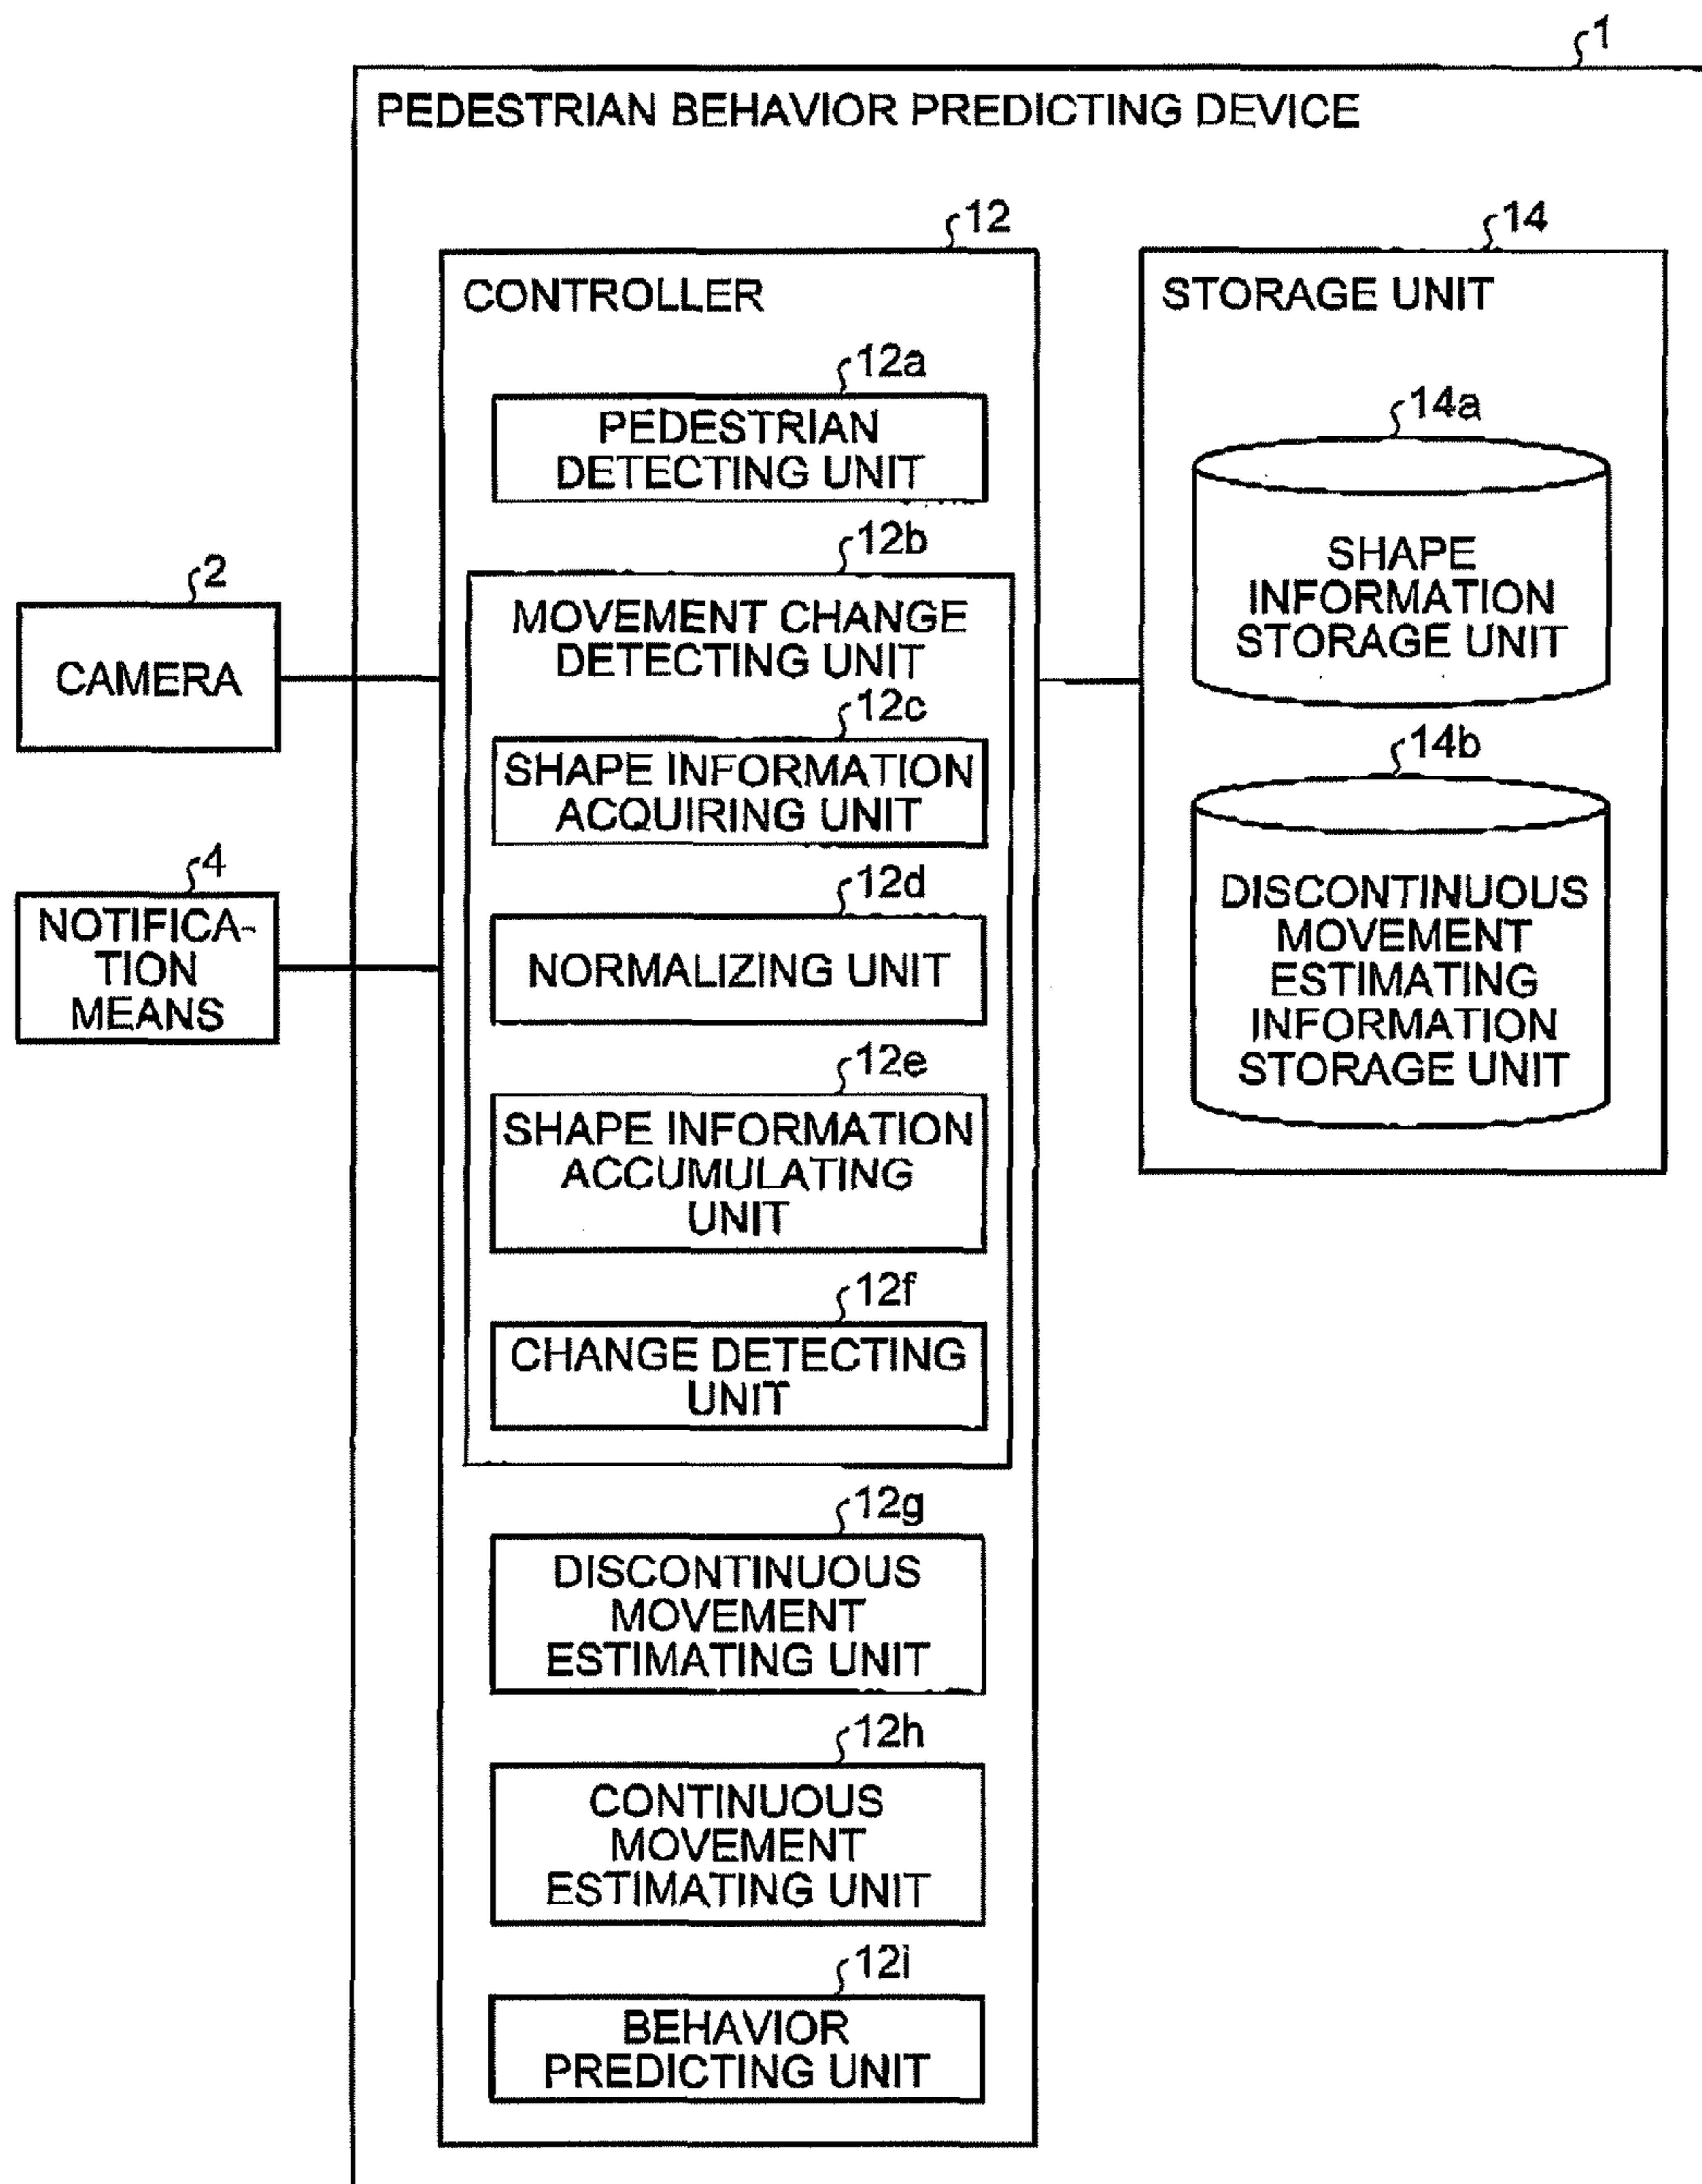 1
PEDESTRIAN BEHAVIOR PREDICTING DEVICE
12
CONTROLLER
12a
PEDESTRIAN
DETECTING UNIT
12b
MOVEMENT CHANGE
DETECTING UNIT
12c
SHAPE INFORMATION
ACQUIRING UNIT
12d
NORMALIZING UNIT
12e
SHAPE INFORMATION
ACCUMULATING
UNIT
12f
CHANGE DETECTING
UNIT
12g
DISCONTINUOUS
MOVEMENT
ESTIMATING UNIT
12h
CONTINUOUS
MOVEMENT
ESTIMATING UNIT
12i
BEHAVIOR
PREDICTING UNIT
14
STORAGE UNIT
14a
SHAPE
INFORMATION
STORAGE UNIT
14b
DISCONTINUOUS
MOVEMENT
ESTIMATING
INFORMATION
STORAGE UNIT
2
CAMERA
4
NOTIFICA-
TION
MEANS